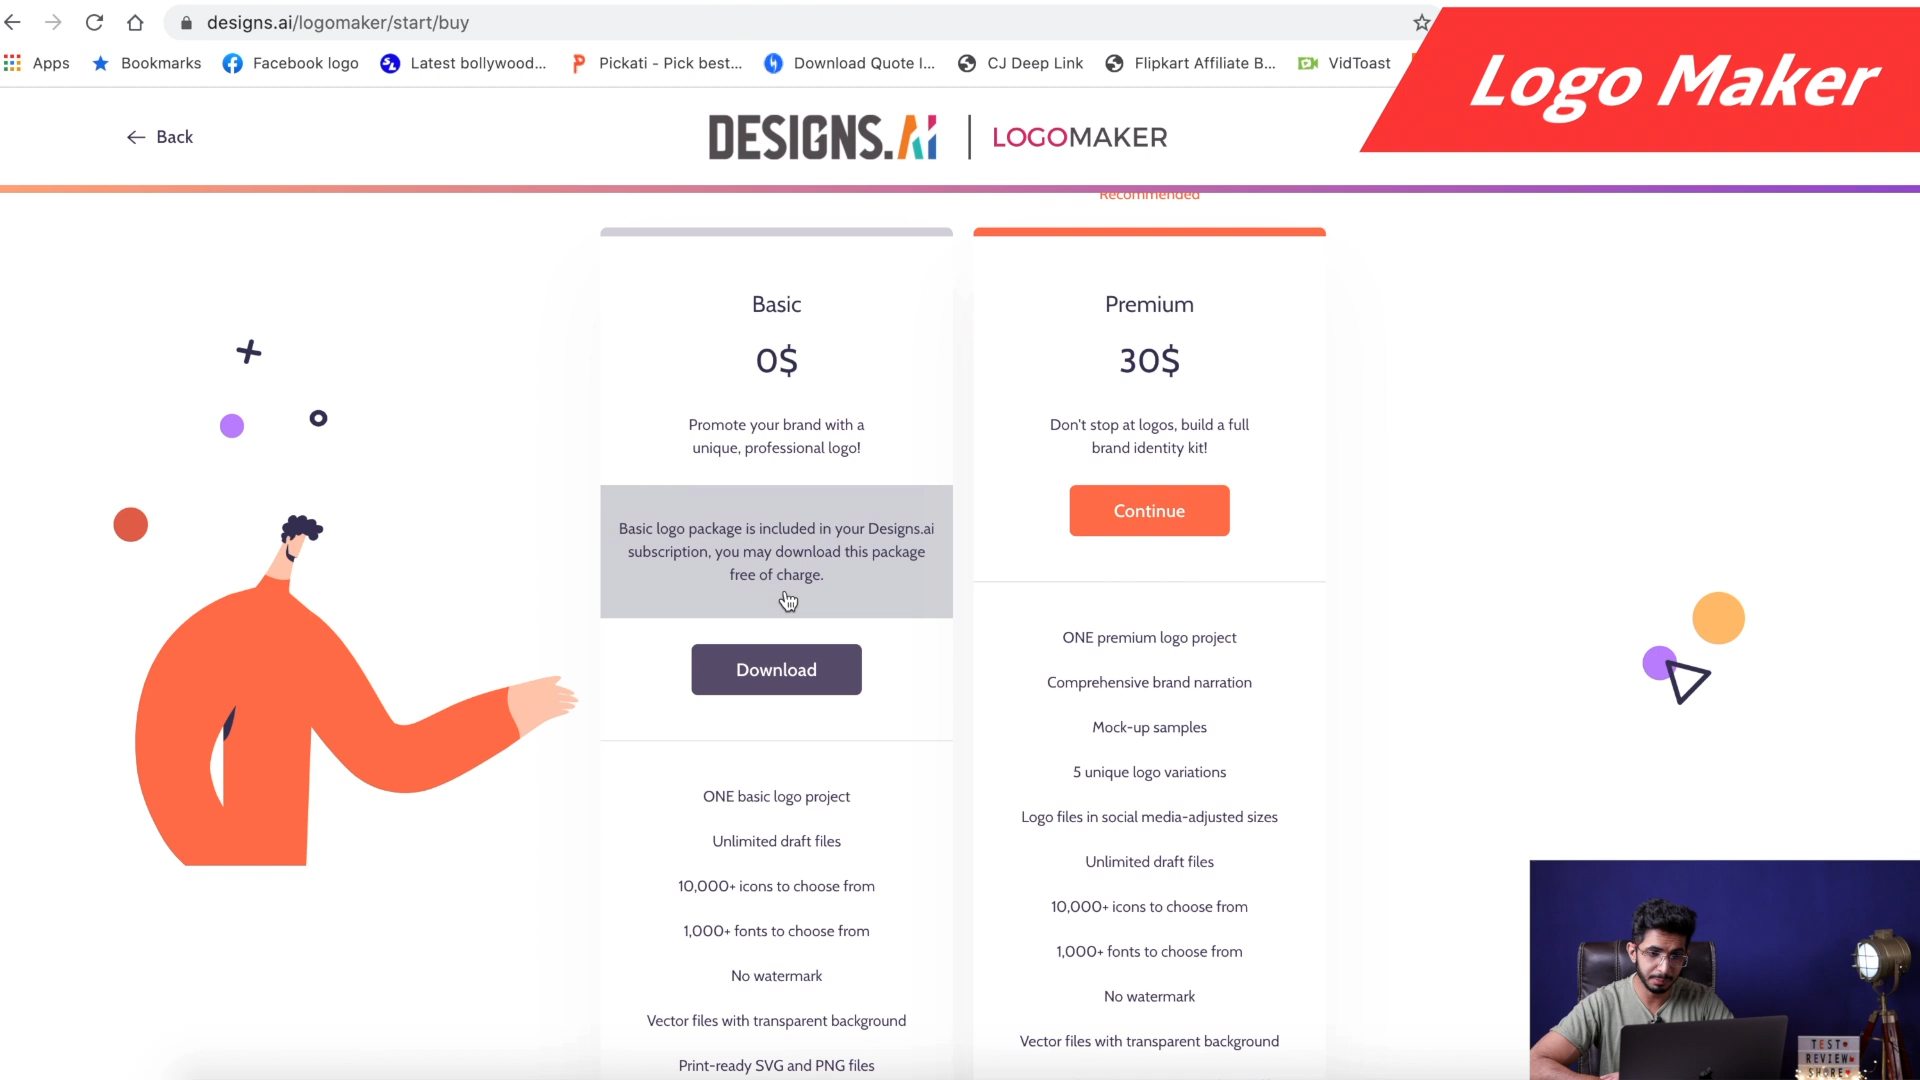 designs.ai/logomaker/start/buy
Apps
Bookmarks
Facebook logo
Latest bollywood...
Pickati - Pick best...
Download Quote I...
CJ Deep Link
Flipkart Affiliate B...
VidToast
Logo Maker
Back
DESIGNS.AI
LOGOMAKER
Recommended
Basic
0$
Promote your brand with a
unique, professional logo!
Basic logo package is included in your Designs.ai
subscription, you may download this package
free of charge.
Download
ONE basic logo project
Unlimited draft files
10,000+ icons to choose from
1,000+ fonts to choose from
No watermark
Vector files with transparent background
Print-ready SVG and PNG files
Premium
30$
Don't stop at logos, build a full
brand identity kit!
Continue
ONE premium logo project
Comprehensive brand narration
Mock-up samples
5 unique logo variations
Logo files in social media-adjusted sizes
Unlimited draft files
10,000+ icons to choose from
1,000+ fonts to choose from
No watermark
Vector files with transparent background
TEST
REVIEW
SHORE